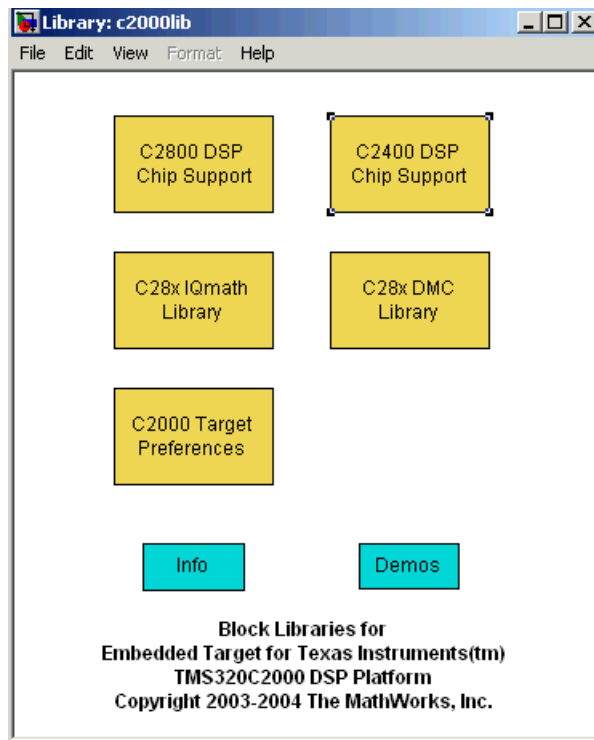 Library: c2000lib
File Edit View Format Help
C2800 DSP
Chip Support
C2400 DSP
Chip Support
C28x IQmath
Library
C28x DMC
Library
C2000 Target
Preferences
Info
Demos
Block Libraries for
Embedded Target for Texas Instruments(tm)
TMS320C2000 DSP Platform
Copyright 2003-2004 The MathWorks, Inc.